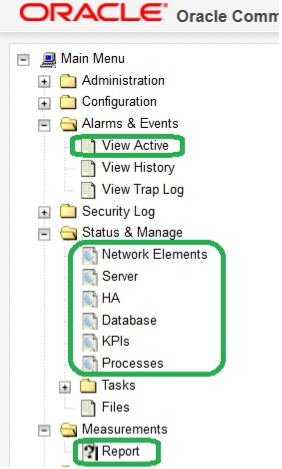 ORACLE® Oracle Comm
Main Menu
Administration
Configuration
Alarms & Events
View Active
View History
View Trap Log
Security Log
Status & Manage
Network Elements
Server
HA
Database
KPIs
Processes
Tasks
Files
Measurements
Report